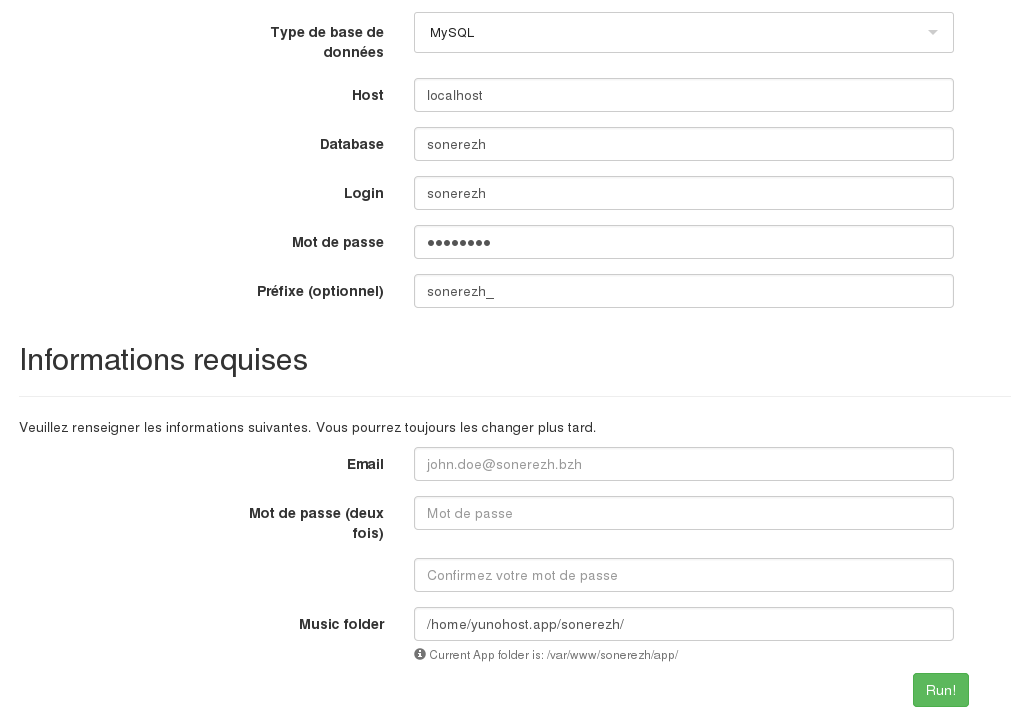 Type de base de
données
MySQL
Host
localhost
Database
sonerezh
Login
sonerezh
Mot de passe
••••••••
Préfixe (optionnel)
sonerezh_
Informations requises
Veuillez renseigner les informations suivantes. Vous pourrez toujours les changer plus tard.
Email
john.doe@sonerezh.bzh
Mot de passe (deux
fois)
Mot de passe
Confirmez votre mot de passe
Music folder
/home/yunohost.app/sonerezh/
Current App folder is: /var/www/sonerezh/app/
Run!